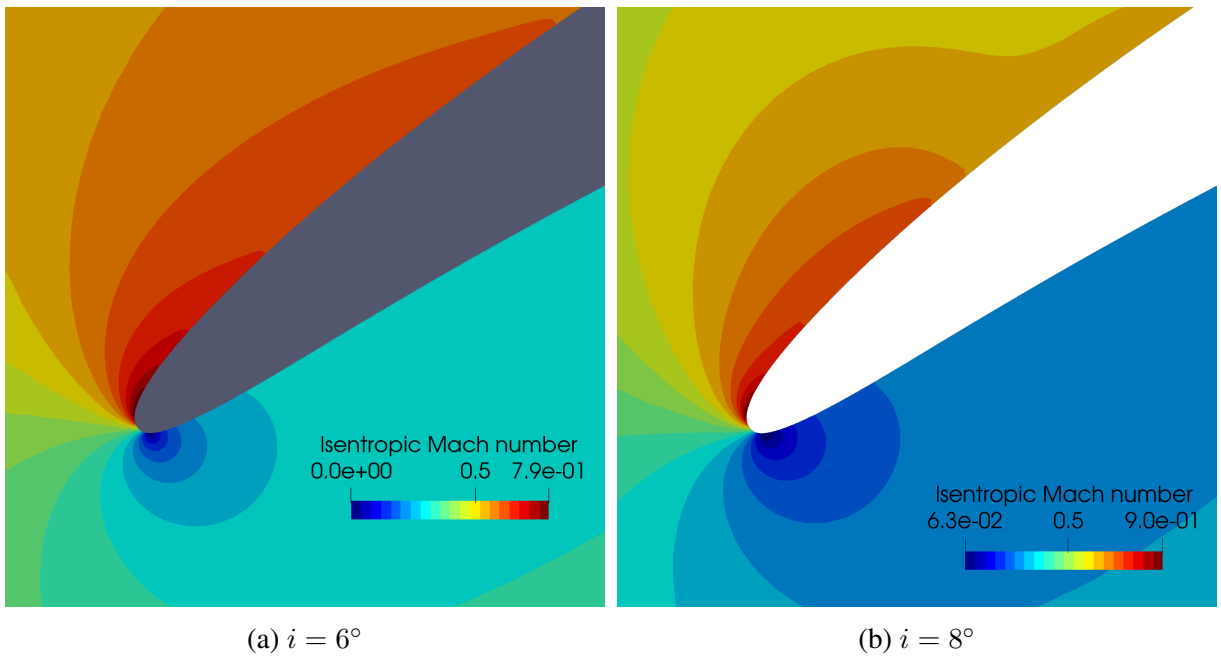 Isentropic Mach number
0.0e+00 0.5 7.9e-01
Isentropic Mach number
6.3e-02 0.5 9.0e-01
(a) i = 6°
(b) i = 8°